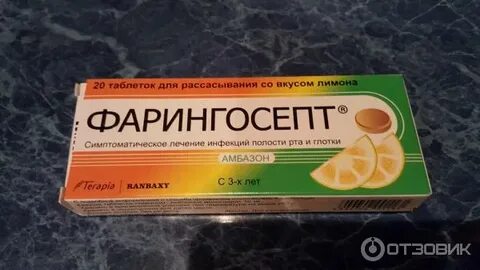 20 таблеток для рассасывания со вкусом лимона
ФАРИНГОСЕПТ®
Симптоматическое лечение инфекций полости рта и глотки
АМБАЗОН
С 3-х лет
Terapia RANBAXY
ОТЗОВИК